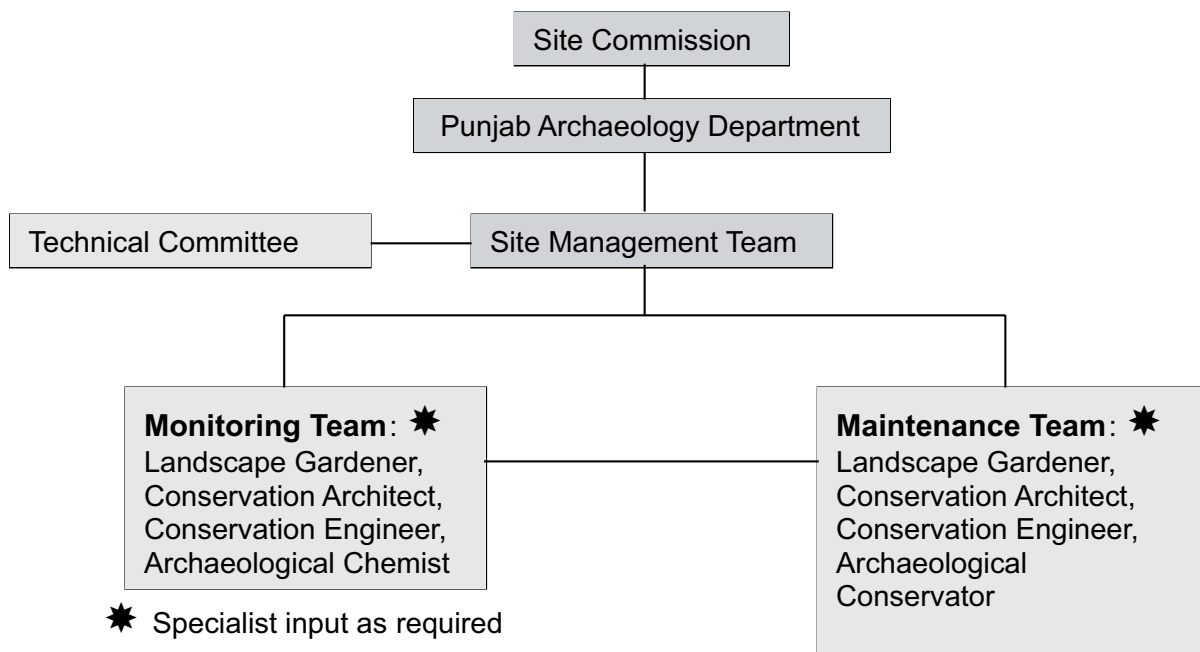 Site Commission
Punjab Archaeology Department
Technical Committee
Site Management Team
Monitoring Team: ✷
Landscape Gardener,
Conservation Architect,
Conservation Engineer,
Archaeological Chemist
Maintenance Team: ✷
Landscape Gardener,
Conservation Architect,
Conservation Engineer,
Archaeological
Conservator
✷ Specialist input as required